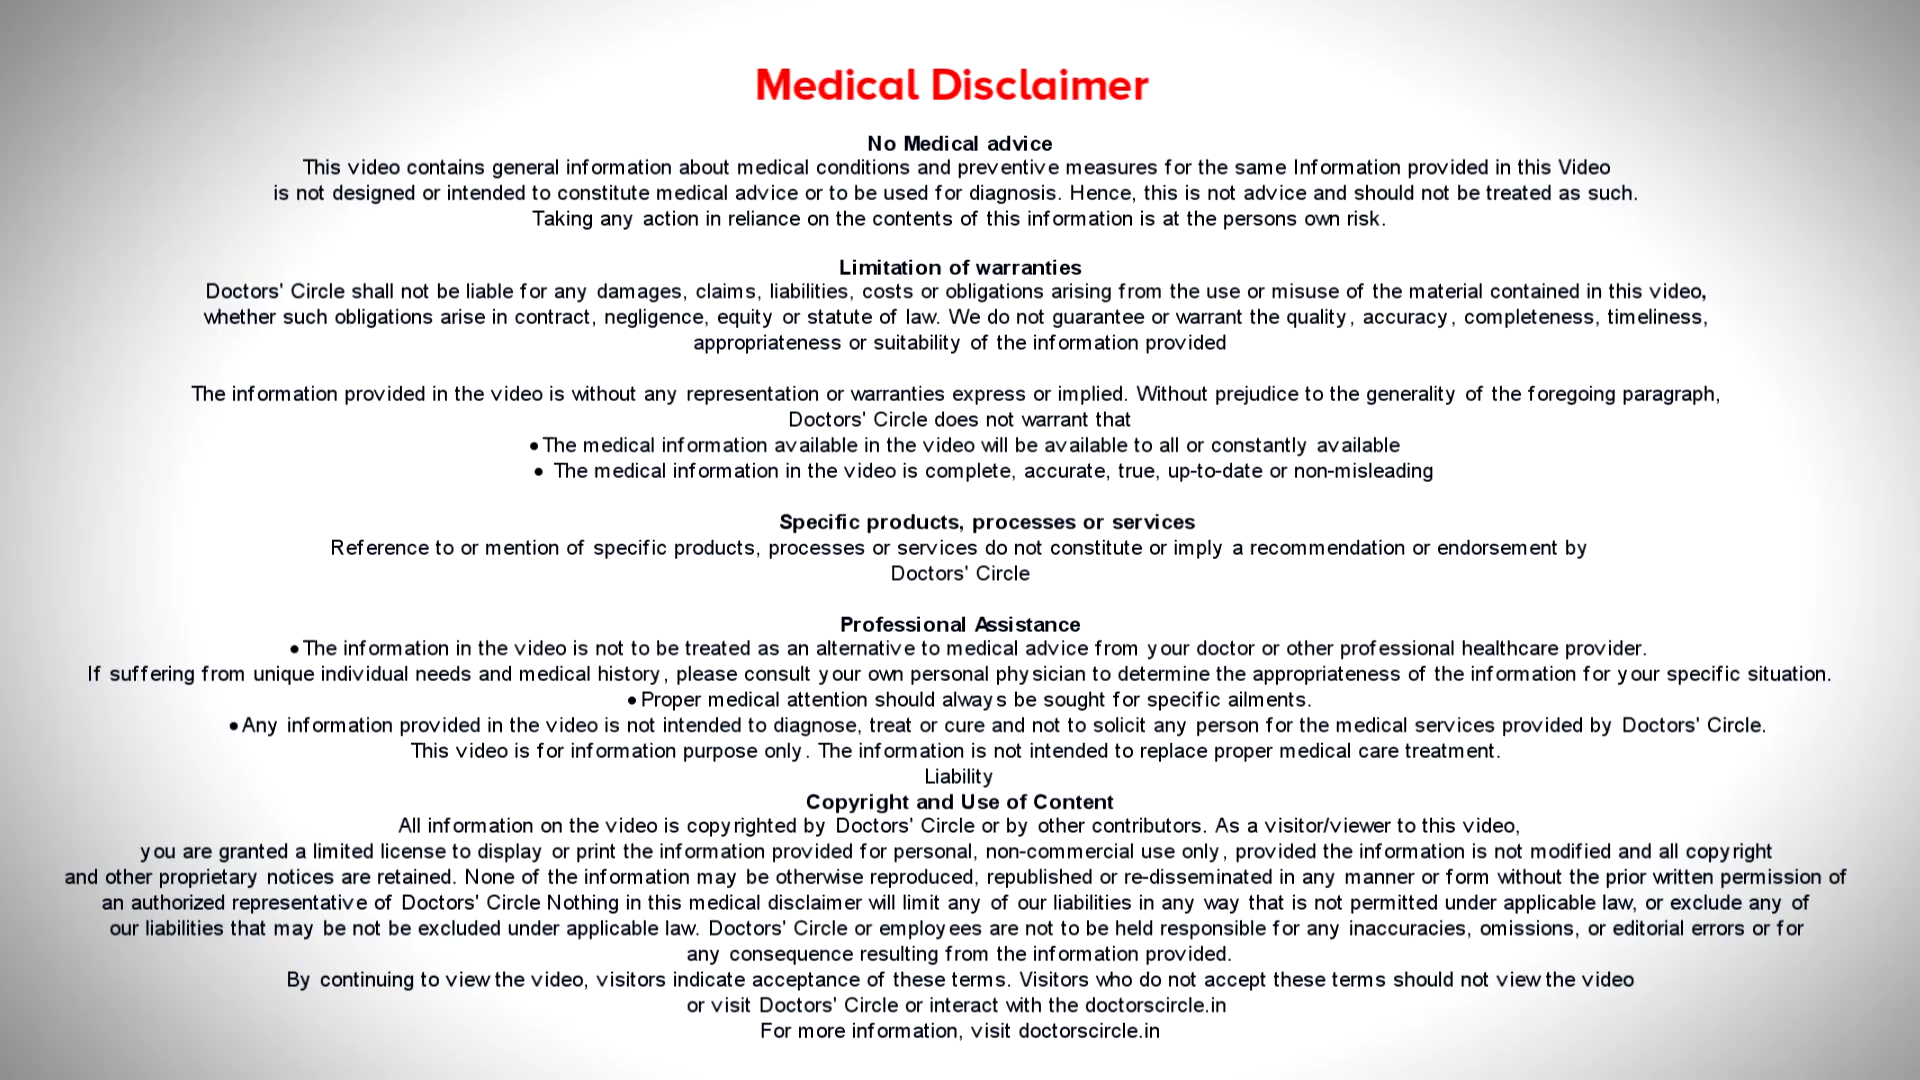 Medical Disclaimer
No Medical advice
This video contains general information about medical conditions and preventive measures for the same Information provided in this Video
is not designed or intended to constitute medical advice or to be used for diagnosis. Hence, this is not advice and should not be treated as such.
Taking any action in reliance on the contents of this information is at the persons own risk.
Limitation of warranties
Doctors' Circle shall not be liable for any damages, claims, liabilities, costs or obligations arising from the use or misuse of the material contained in this video,
whether such obligations arise in contract, negligence, equity or statute of law. We do not guarantee or warrant the quality, accuracy, completeness, timeliness,
appropriateness or suitability of the information provided
The information provided in the video is without any representation or warranties express or implied. Without prejudice to the generality of the foregoing paragraph,
Doctors' Circle does not warrant that
• The medical information available in the video will be available to all or constantly available
• The medical information in the video is complete, accurate, true, up-to-date or non-misleading
Specific products, processes or services
Reference to or mention of specific products, processes or services do not constitute or imply a recommendation or endorsement by
Doctors' Circle
Professional Assistance
• The information in the video is not to be treated as an alternative to medical advice from your doctor or other professional healthcare provider.
If suffering from unique individual needs and medical history, please consult your own personal physician to determine the appropriateness of the information for your specific situation.
• Proper medical attention should always be sought for specific ailments.
• Any information provided in the video is not intended to diagnose, treat or cure and not to solicit any person for the medical services provided by Doctors' Circle.
This video is for information purpose only. The information is not intended to replace proper medical care treatment.
Liability
Copyright and Use of Content
All information on the video is copyrighted by Doctors' Circle or by other contributors. As a visitor/viewer to this video,
you are granted a limited license to display or print the information provided for personal, non-commercial use only, provided the information is not modified and all copyright
and other proprietary notices are retained. None of the information may be otherwise reproduced, republished or re-disseminated in any manner or form without the prior written permission of
an authorized representative of Doctors' Circle Nothing in this medical disclaimer will limit any of our liabilities in any way that is not permitted under applicable law, or exclude any of
our liabilities that may be not be excluded under applicable law. Doctors' Circle or employees are not to be held responsible for any inaccuracies, omissions, or editorial errors or for
any consequence resulting from the information provided.
By continuing to view the video, visitors indicate acceptance of these terms. Visitors who do not accept these terms should not view the video
or visit Doctors' Circle or interact with the doctorscircle.in
For more information, visit doctorscircle.in